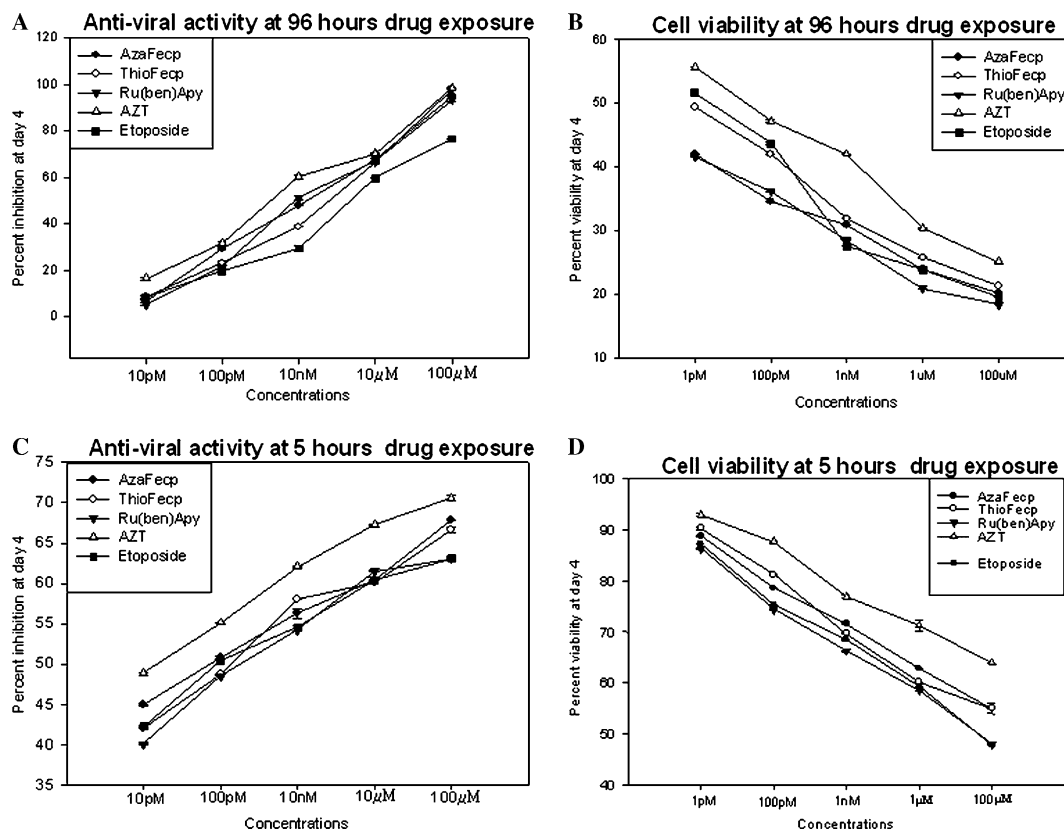 A
Anti-viral activity at 96 hours drug exposure
120
100
80
60
40
20
0
Percent inhibition at day 4
AzaFecp
ThioFecp
Ru(ben)Apy
AZT
Etoposide
10pM
100pM
10nM
10µM
100µM
Concentrations
B
Cell viability at 96 hours drug exposure
60
50
40
30
20
10
Percent viability at day 4
AzaFecp
ThioFecp
Ru(ben)Apy
AZT
Etoposide
1pM
100pM
1nM
1uM
100uM
Concentrations
C
Anti-viral activity at 5 hours drug exposure
75
70
65
60
55
50
45
40
35
Percent inhibition at day 4
AzaFecp
ThioFecp
Ru(ben)Apy
AZT
Etoposide
10pM
100pM
10nM
10µM
100µM
Concentrations
D
Cell viability at 5 hours drug exposure
100
90
80
70
60
50
40
Percent viability at day 4
AzaFecp
ThioFecp
Ru(ben)Apy
AZT
Etoposide
1pM
100pM
1nM
1µM
100µM
Concentrations